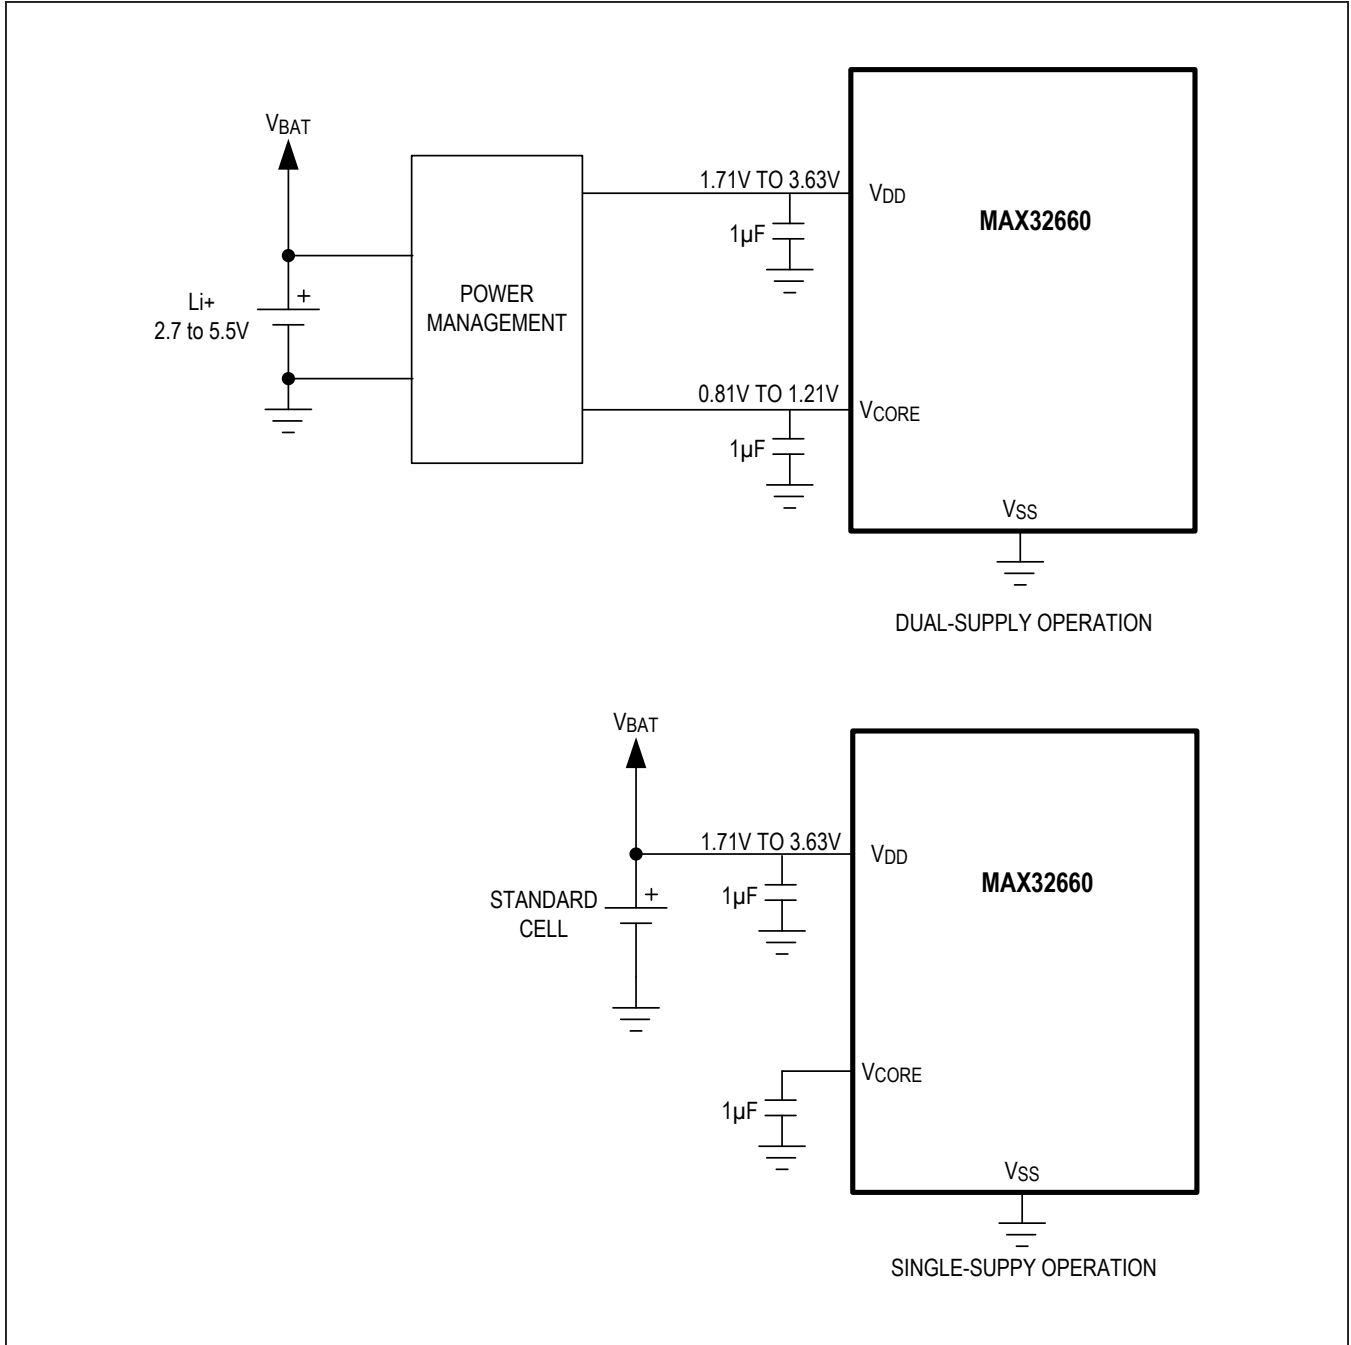 VBAT
1.71V TO 3.63V
VDD
MAX32660
1µF
Li+
2.7 to 5.5V
+
POWER
MANAGEMENT
0.81V TO 1.21V
VCORE
1µF
VSS
DUAL-SUPPLY OPERATION
VBAT
1.71V TO 3.63V
VDD
MAX32660
1µF
STANDARD
CELL
+
VCORE
1µF
VSS
SINGLE-SUPPY OPERATION